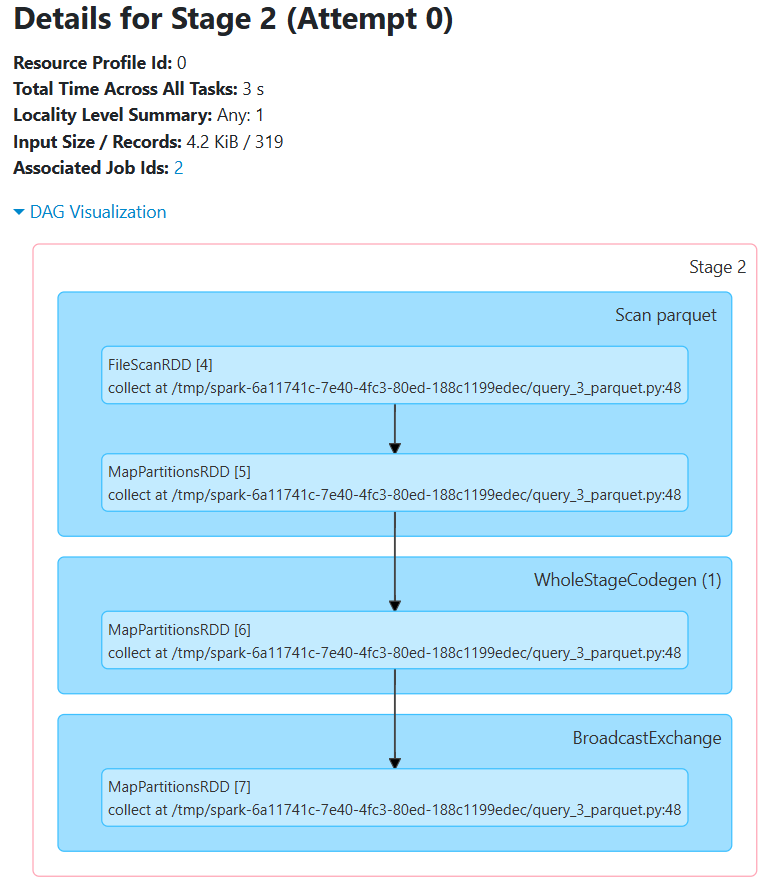 Details for Stage 2 (Attempt 0)
Resource Profile Id: 0
Total Time Across All Tasks: 3 s
Locality Level Summary: Any: 1
Input Size / Records: 4.2 KiB / 319
Associated Job Ids: 2
DAG Visualization
Stage 2
Scan parquet
FileScanRDD [4]
collect at /tmp/spark-6a11741c-7e40-4fc3-80ed-188c1199edec/query_3_parquet.py:48
MapPartitionsRDD [5]
collect at /tmp/spark-6a11741c-7e40-4fc3-80ed-188c1199edec/query_3_parquet.py:48
WholeStageCodegen (1)
MapPartitionsRDD [6]
collect at /tmp/spark-6a11741c-7e40-4fc3-80ed-188c1199edec/query_3_parquet.py:48
BroadcastExchange
MapPartitionsRDD [7]
collect at /tmp/spark-6a11741c-7e40-4fc3-80ed-188c1199edec/query_3_parquet.py:48